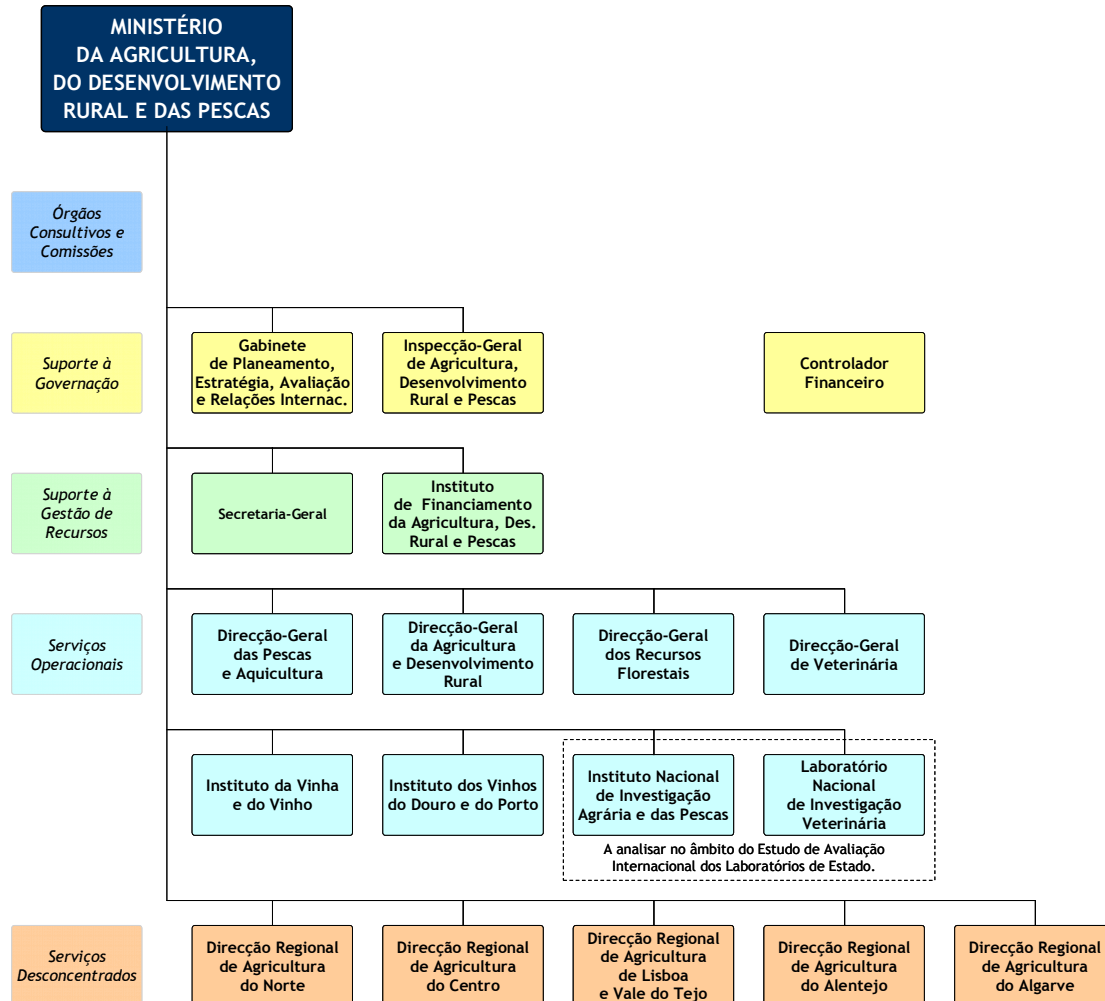 MINISTÉRIO
DA AGRICULTURA,
DO DESENVOLVIMENTO
RURAL E DAS PESCAS
Órgãos
Consultivos e
Comissões
Suporte à
Governação
Gabinete
de Planeamento,
Estratégia, Avaliação
e Relações Internac.
Inspecção-Geral
de Agricultura,
Desenvolvimento
Rural e Pescas
Controlador
Financeiro
Suporte à
Gestão de
Recursos
Secretaria-Geral
Instituto
de Financiamento
da Agricultura, Des.
Rural e Pescas
Serviços
Operacionais
Direcção-Geral
das Pescas
e Aquicultura
Direcção-Geral
da Agricultura
e Desenvolvimento
Rural
Direcção-Geral
dos Recursos
Florestais
Direcção-Geral
de Veterinária
Instituto da Vinha
e do Vinho
Instituto dos Vinhos
do Douro e do Porto
Instituto Nacional
de Investigação
Agrária e das Pescas
Laboratório
Nacional
de Investigação
Veterinária
A analisar no âmbito do Estudo de Avaliação
Internacional dos Laboratórios de Estado.
Serviços
Desconcentrados
Direcção Regional
de Agricultura
do Norte
Direcção Regional
de Agricultura
do Centro
Direcção Regional
de Agricultura
de Lisboa
e Vale do Tejo
Direcção Regional
de Agricultura
do Alentejo
Direcção Regional
de Agricultura
do Algarve